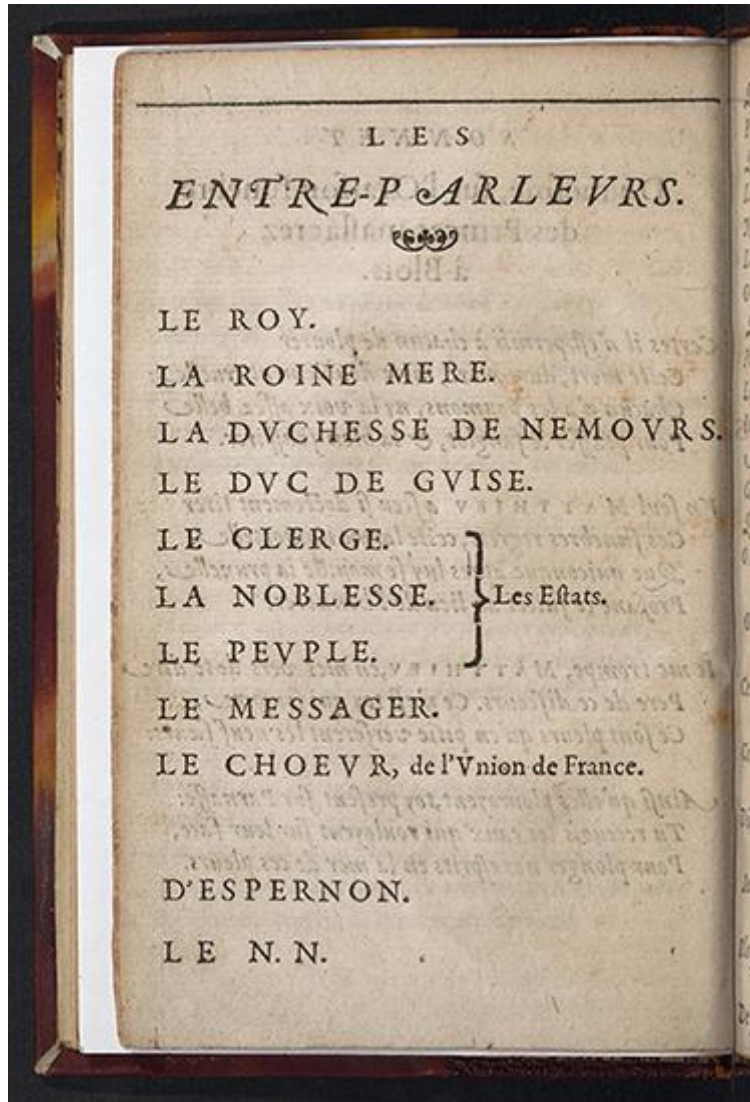 LES
ENTRE-PARLEVRS.
LE ROY.
LA ROINE MERE.
LA DVCHESSE DE NEMOVRS.
LE DVC DE GVISE.
LE CLERGE.
LA NOBLESSE. } Les Eſtats.
LE PEVPLE.
LE MESSAGER.
LE CHOEVR, de l'Vnion de France.
D'ESPERNON.
LE N. N.